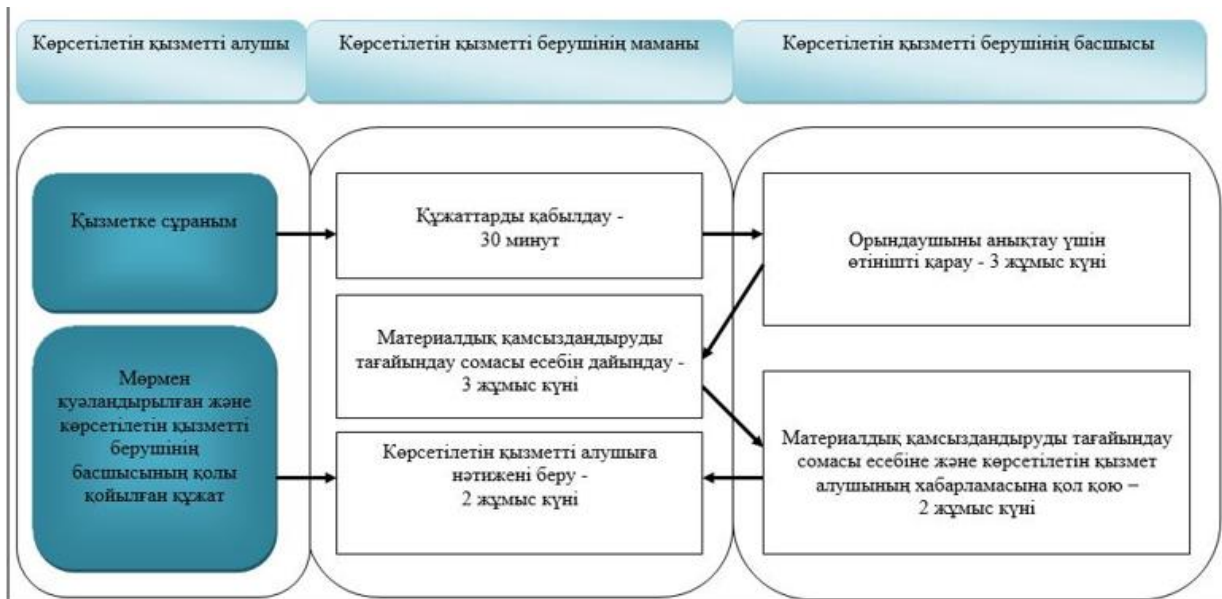 Көрсетілетін қызметті алушы
Көрсетілетін қызметті берушінің маманы
Көрсетілетін қызметті берушінің басшысы
Қызметке сұраным
Құжаттарды қабылдау -
30 минут
Орындаушыны анықтау үшін
өтінішті қарау - 3 жұмыс күні
Материалдық қамсыздандыруды
тағайындау сомасы есебін дайындау -
3 жұмыс күні
Мөрмен
куәландырылған және
көрсетілетін қызметті
берушінің
басшысының қолы
қойылған құжат
Көрсетілетін қызметті алушыға
нәтижені беру -
2 жұмыс күні
Материалдық қамсыздандыруды тағайындау
сомасы есебіне және көрсетілетін қызмет
алушының хабарламасына қол қою –
2 жұмыс күні